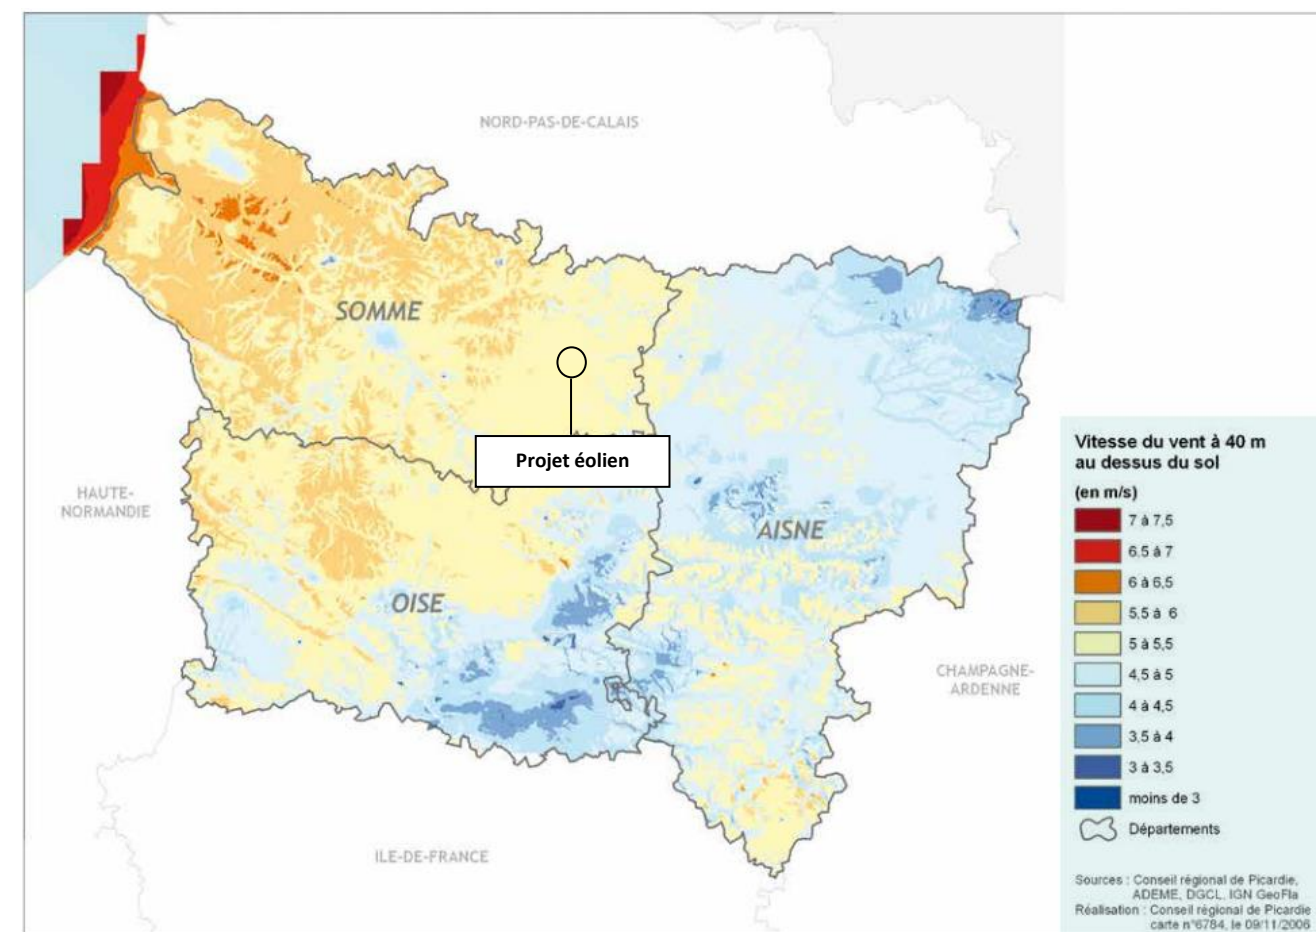 NORD-PAS-DE-CALAIS
SOMME
Projet éolien
HAUTE-
NORMANDIE
AISNE
OISE
CHAMPAGNE-
ARDENNE
ILE-DE-FRANCE
Vitesse du vent à 40 m
au dessus du sol
(en m/s)
7 à 7,5
6,5 à 7
6 à 6,5
5,5 à 6
5 à 5,5
4,5 à 5
4 à 4,5
3,5 à 4
3 à 3,5
moins de 3
Départements
Sources : Conseil régional de Picardie,
ADEME, DGCL, IGN GeoFla
Réalisation : Conseil régional de Picardie
carte n°6784, le 09/11/2006